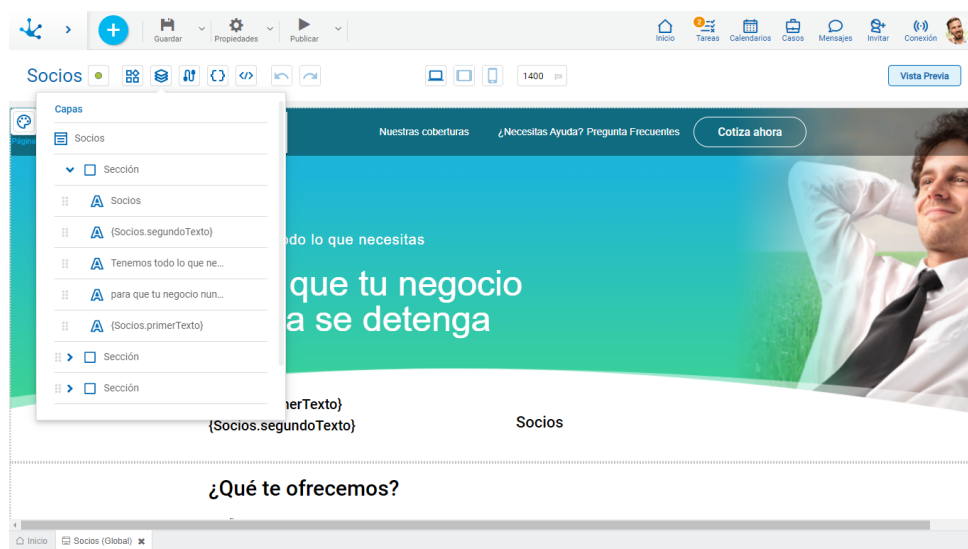 Guardar
Propiedades
Publicar
Inicio
2
Tareas
Calendarios
Casos
Mensajes
Invitar
Conexión
Socios
1400 px
Vista Previa
Capas
Socios
Sección
Socios
{Socios.segundoTexto}
Tenemos todo lo que ne...
para que tu negocio nun...
{Socios.primerTexto}
Sección
Sección
Página
Nuestras coberturas
¿Necesitas Ayuda? Pregunta Frecuentes
Cotiza ahora
odo lo que necesitas
que tu negocio
a se detenga
nerTexto}
{Socios.segundoTexto}
Socios
¿Qué te ofrecemos?
Inicio
Socios (Global)